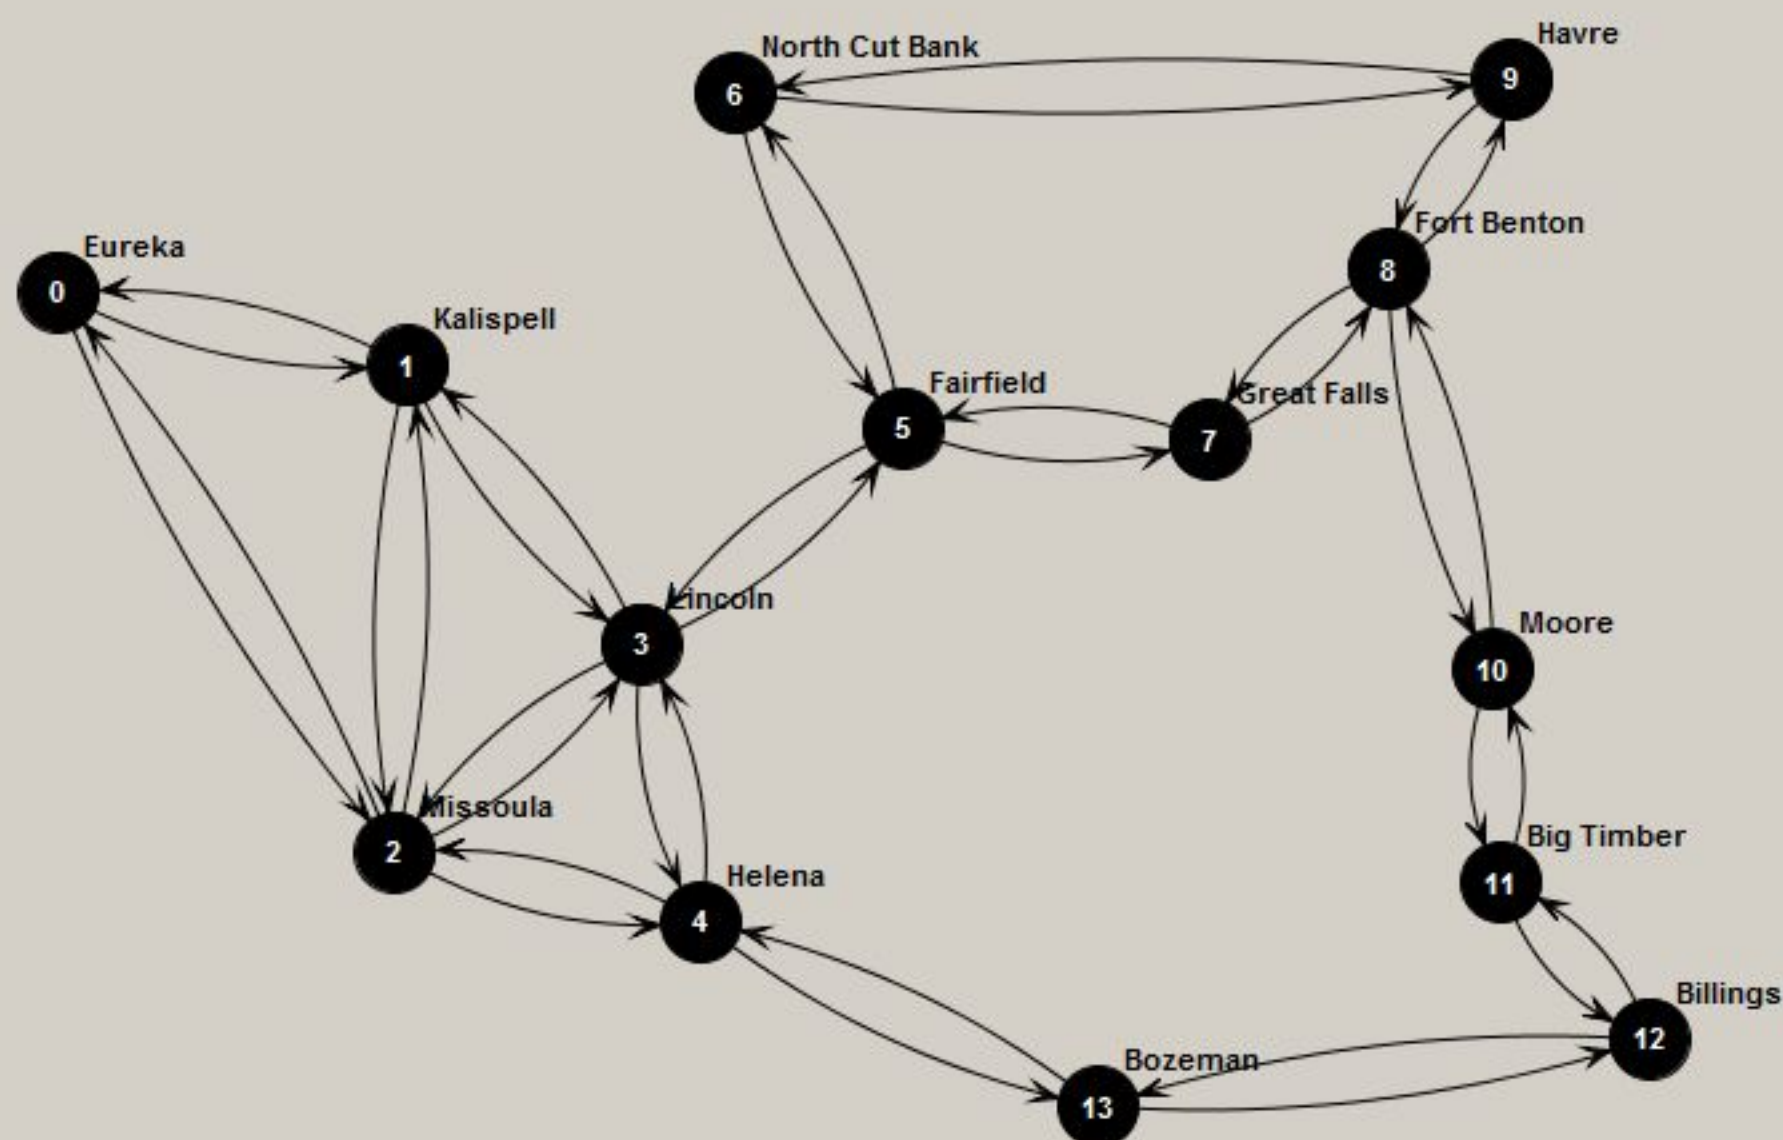 Havre
North Cut Bank
9
6
Fort Benton
Eureka
8
0
Kalispell
1
Fairfield
Great Falls
5
7
Lincoln
Moore
3
10
Missoula
Big Timber
2
Helena
11
4
Billings
12
Bozeman
13